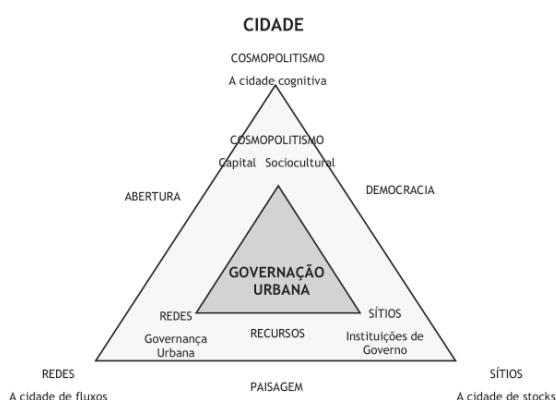 CIDADE
COSMOPOLITISMO
A cidade cognitiva
COSMOPOLITISMO
Capital Sociocultural
ABERTURA
DEMOCRACIA
GOVERNAÇÃO
URBANA
REDES
SÍTIOS
Governança
Urbana
RECURSOS
Instituições de
Governo
REDES
SÍTIOS
PAISAGEM
A cidade de fluxos
A cidade de stocks